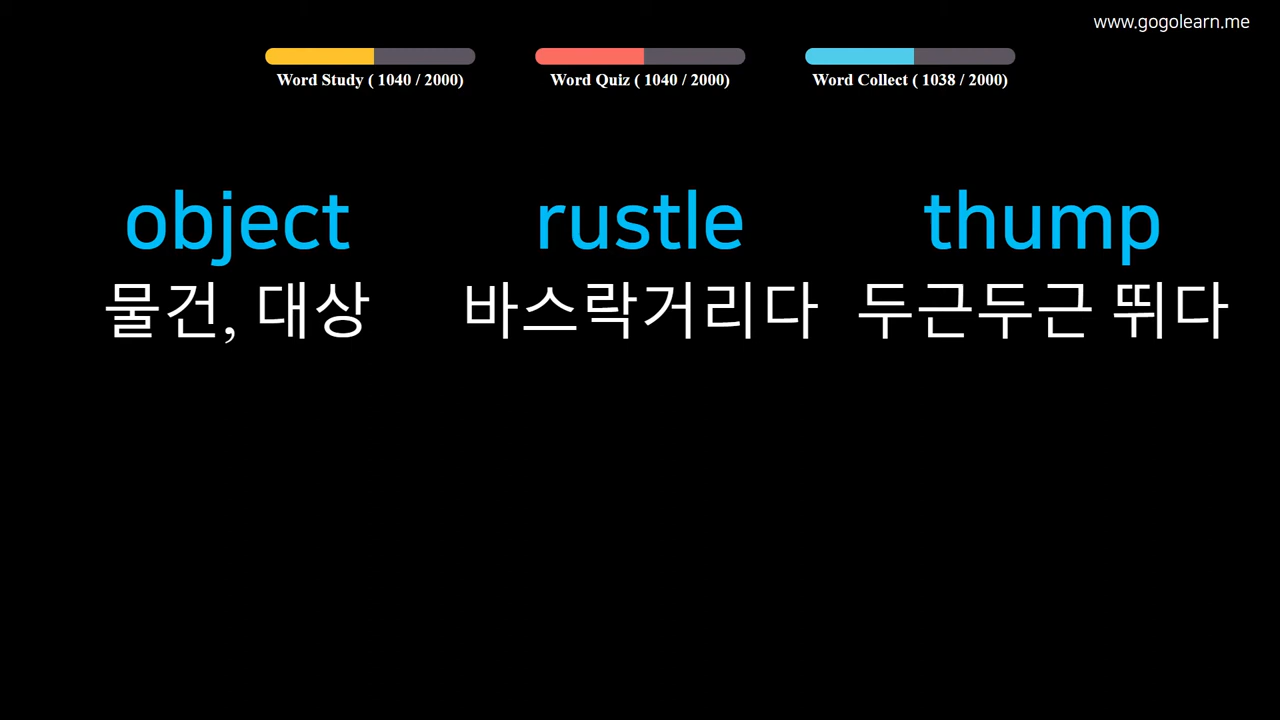 www.gogolearn.me
Word Study ( 1040 / 2000)
Word Quiz ( 1040 / 2000)
Word Collect ( 1038 / 2000)
object
rustle
thump
물건, 대상
바스락거리다
두근두근 뛰다